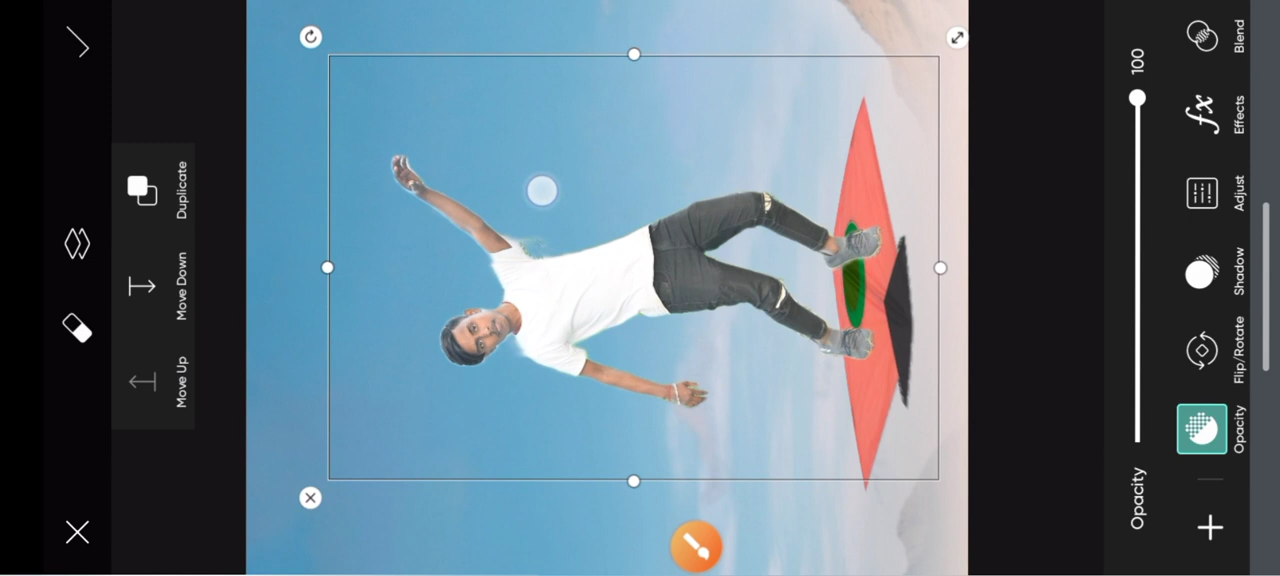 Duplicate
Move Down
Move Up
100
Opacity
Blend
Effects
Adjust
Shadow
Flip/Rotate
Opacity